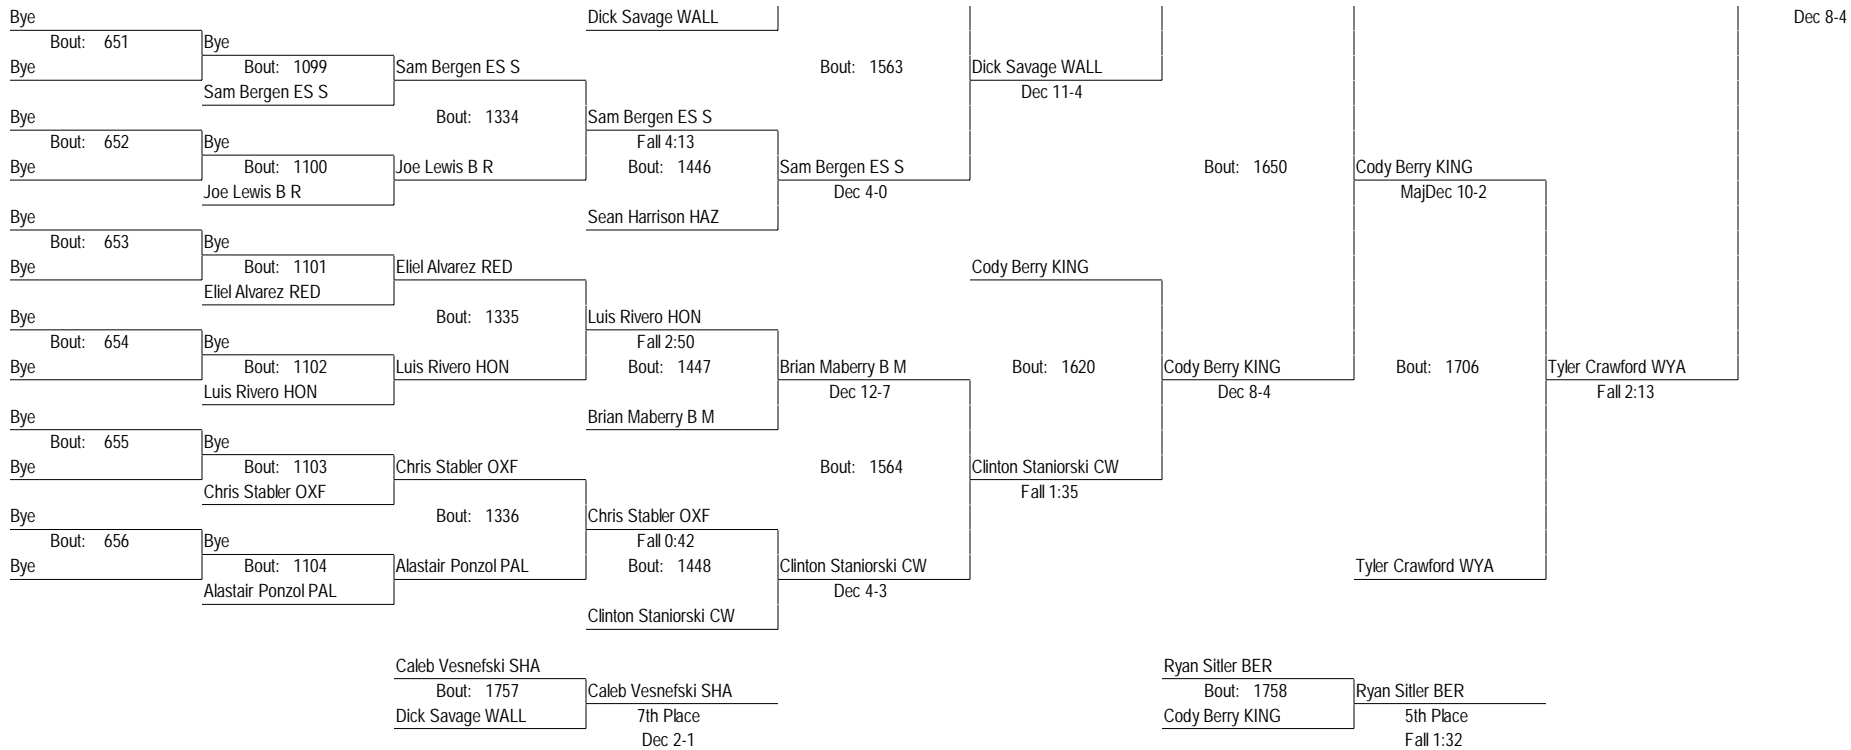 Bye Dick Savage WALL Dec 8-4
Bout: 651 Bye
Bye Bout: 1099 Sam Bergen ES S Bout: 1563 Dick Savage WALL
Sam Bergen ES S Dec 11-4
Bye Bout: 1334 Sam Bergen ES S
Bout: 652 Bye Fall 4:13
Bye Bout: 1100 Joe Lewis B R Bout: 1446 Sam Bergen ES S Bout: 1650 Cody Berry KING
Joe Lewis B R Dec 4-0 MajDec 10-2
Bye Sean Harrison HAZ
Bout: 653 Bye
Bye Bout: 1101 Eliel Alvarez RED Cody Berry KING
Eliel Alvarez RED
Bye Bout: 1335 Luis Rivero HON
Bout: 654 Bye Fall 2:50
Bye Bout: 1102 Luis Rivero HON Bout: 1447 Brian Maberry B M Bout: 1620 Cody Berry KING Bout: 1706 Tyler Crawford WYA
Luis Rivero HON Dec 12-7 Dec 8-4 Fall 2:13
Bye Brian Maberry B M
Bout: 655 Bye
Bye Bout: 1103 Chris Stabler OXF Bout: 1564 Clinton Staniorski CW
Chris Stabler OXF Fall 1:35
Bye Bout: 1336 Chris Stabler OXF
Bout: 656 Bye Fall 0:42
Bye Bout: 1104 Alastair Ponzol PAL Bout: 1448 Clinton Staniorski CW Tyler Crawford WYA
Alastair Ponzol PAL Dec 4-3
Clinton Staniorski CW
Caleb Vesnefski SHA Ryan Sitler BER
Bout: 1757 Caleb Vesnefski SHA Bout: 1758 Ryan Sitler BER
Dick Savage WALL 7th Place Cody Berry KING 5th Place
Dec 2-1 Fall 1:32